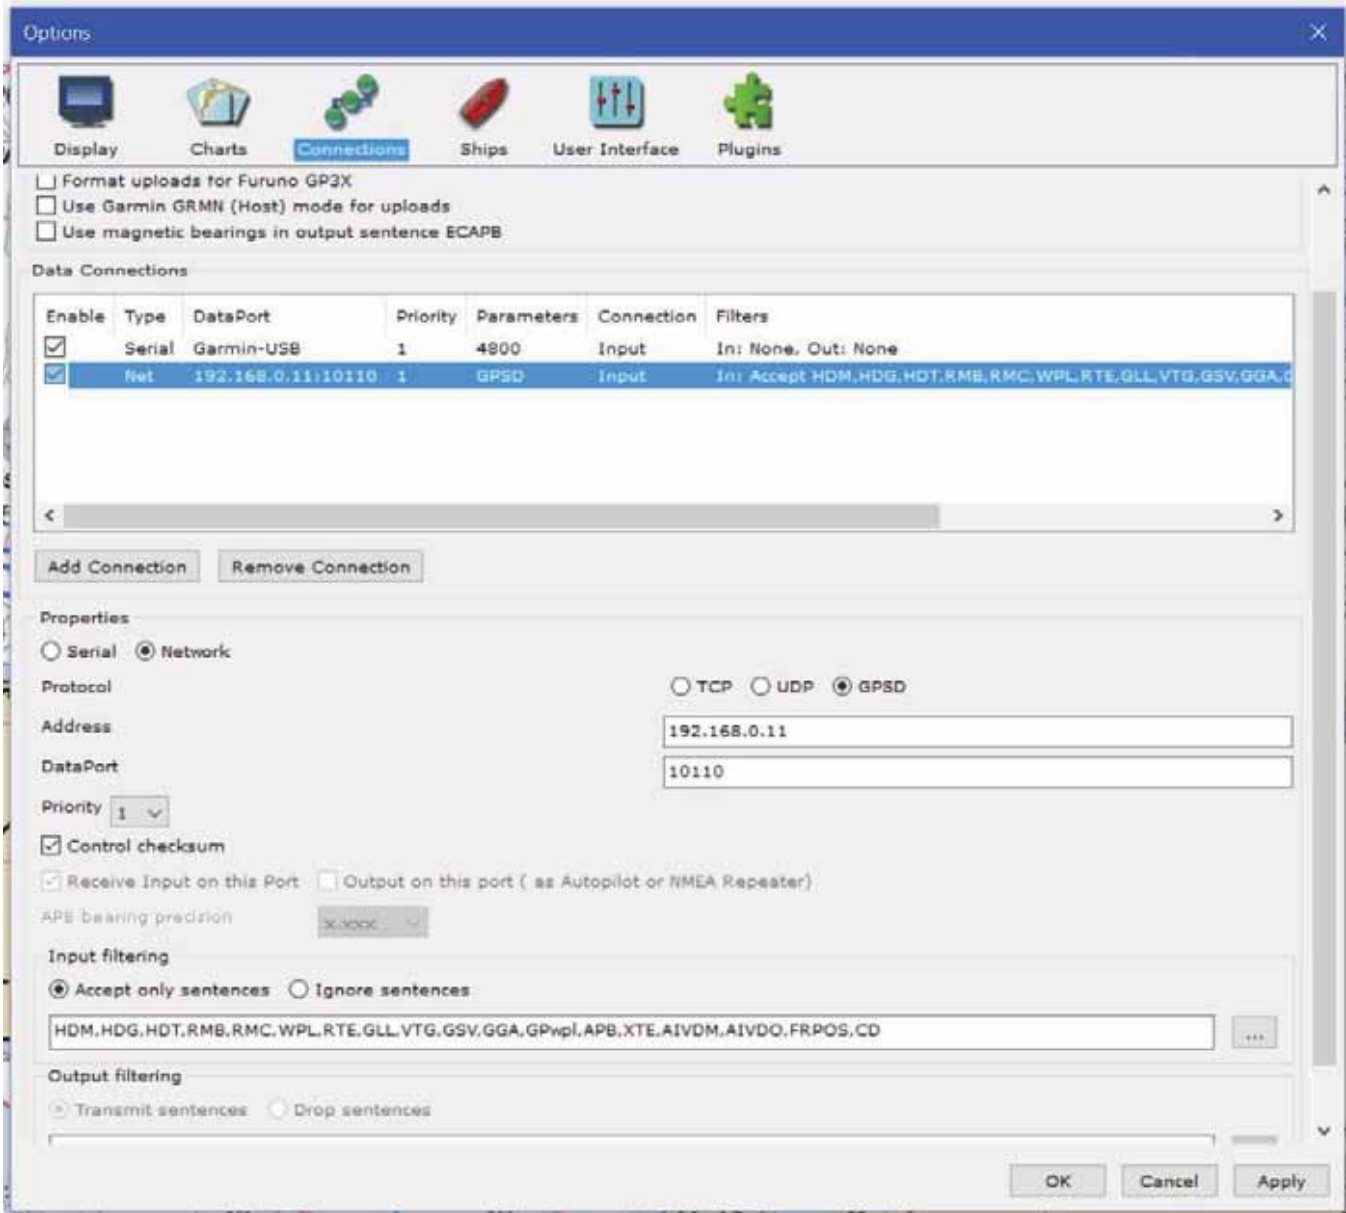 Options
Display Charts Connections Ships User Interface Plugins
Format uploads for Furuno GP3X
Use Garmin GRMN (Host) mode for uploads
Use magnetic bearings in output sentence ECAPB
Data Connections
Enable Type DataPort Priority Parameters Connection Filters
Serial Garmin-USB 1 4800 Input In: None, Out: None
Net 192.168.0.11:10110 1 GPSD Input In: Accept HDM,HDG,HDT,RMB,RMC,WPL,RTE,GLL,VTG,GSV,GGA,
Add Connection Remove Connection
Properties
Serial Network
Protocol TCP UDP GPSD
Address 192.168.0.11
DataPort 10110
Priority 1
Control checksum
Receive Input on this Port Output on this port ( as Autopilot or NMEA Repeater)
APB bearing precision x.xxx
Input filtering
Accept only sentences Ignore sentences
HDM,HDG,HDT,RMB,RMC,WPL,RTE,GLL,VTG,GSV,GGA,GPwpl,APB,XTE,AIVDM,AIVDO,FRPOS,CD
...
Output filtering
Transmit sentences Drop sentences
OK Cancel Apply